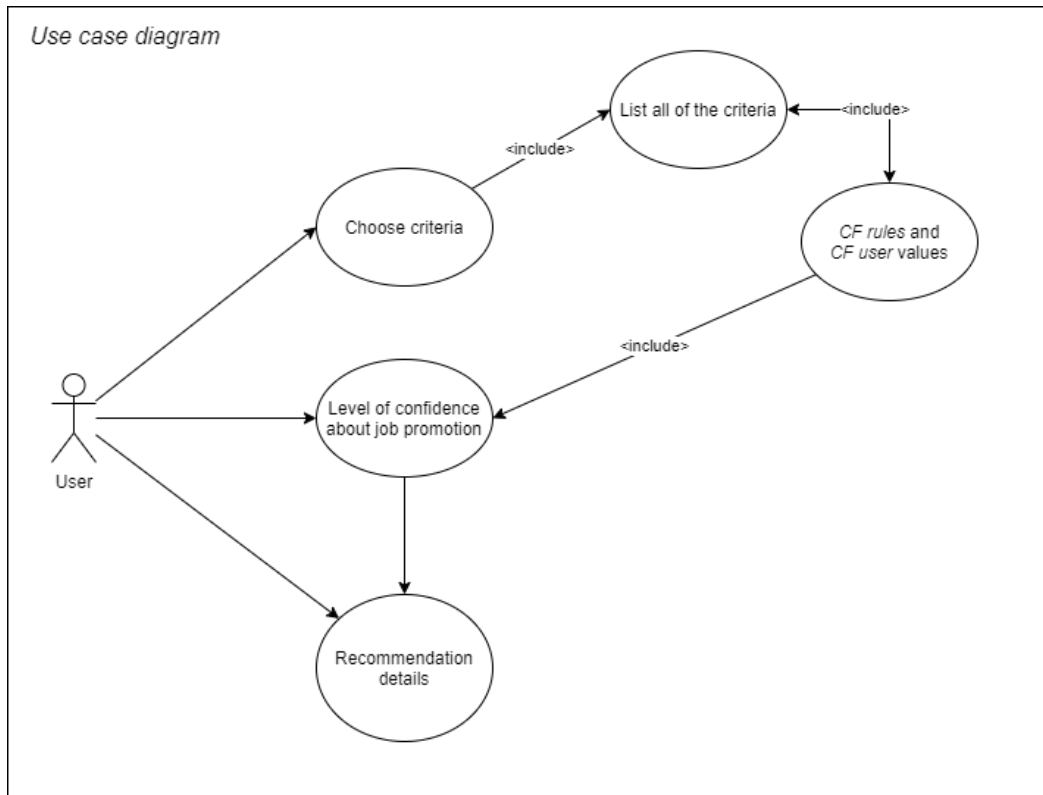 Use case diagram
List all of the criteria
<include>
<include>
Choose criteria
CF rules and
CF user values
<include>
Level of confidence
about job promotion
User
Recommendation
details